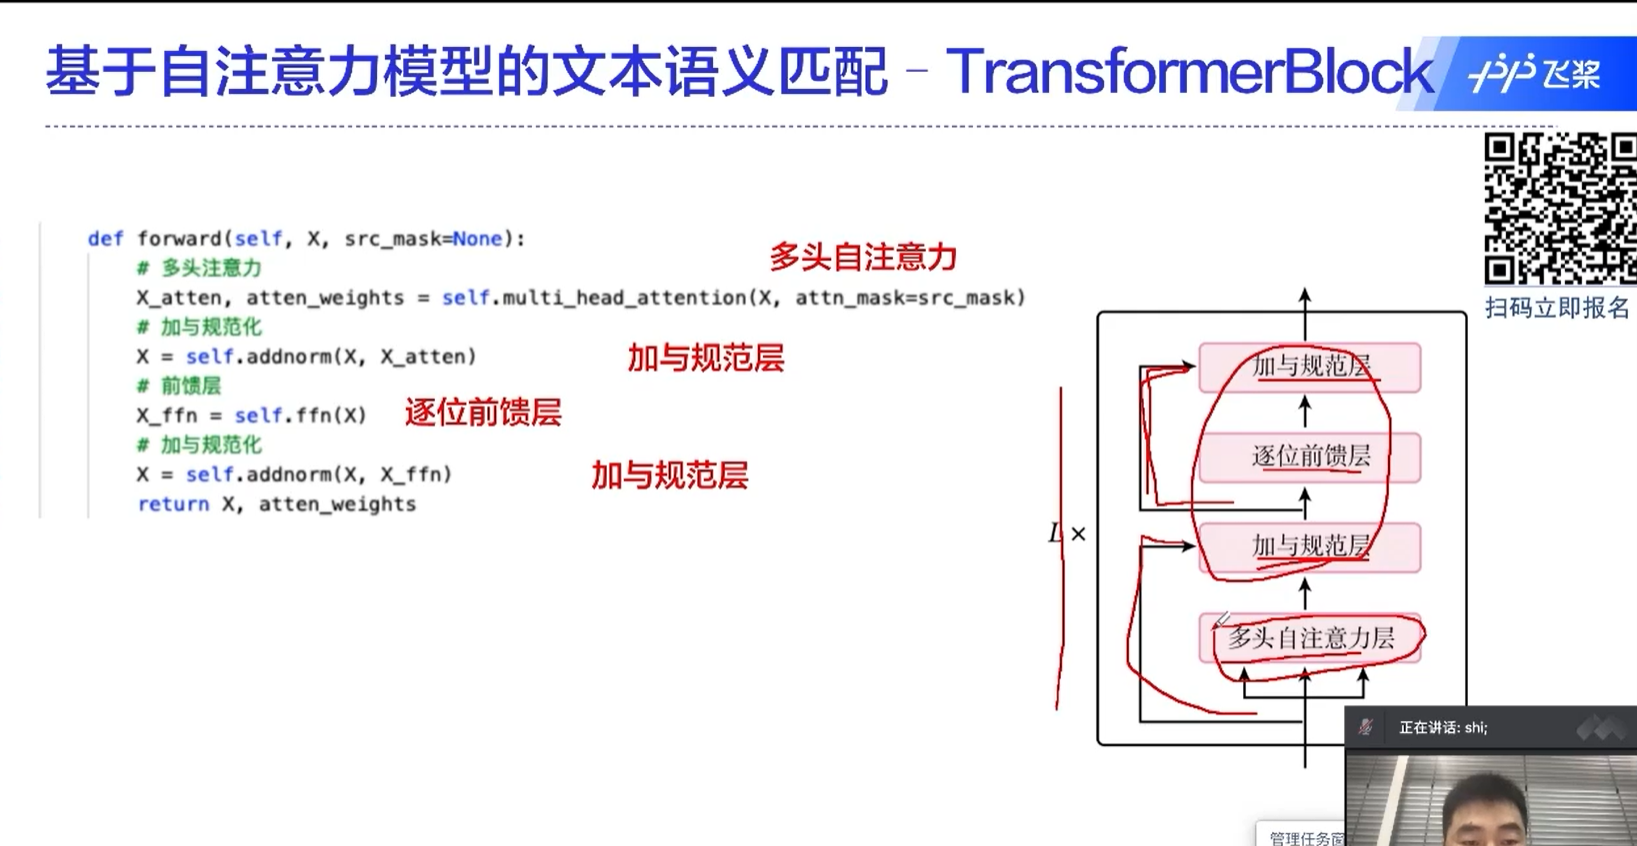 基于自注意力模型的文本语义匹配 - TransformerBlock
飞桨
扫码立即报名
def forward(self, X, src_mask=None):
# 多头注意力
多头自注意力
X_atten, atten_weights = self.multi_head_attention(X, attn_mask=src_mask)
# 加与规范化
X = self.addnorm(X, X_atten)
加与规范层
# 前馈层
X_ffn = self.ffn(X)
逐位前馈层
# 加与规范化
X = self.addnorm(X, X_ffn)
加与规范层
return X, atten_weights
加与规范层
逐位前馈层
L ×
加与规范层
多头自注意力层
正在讲话: shi;
管理任务窗